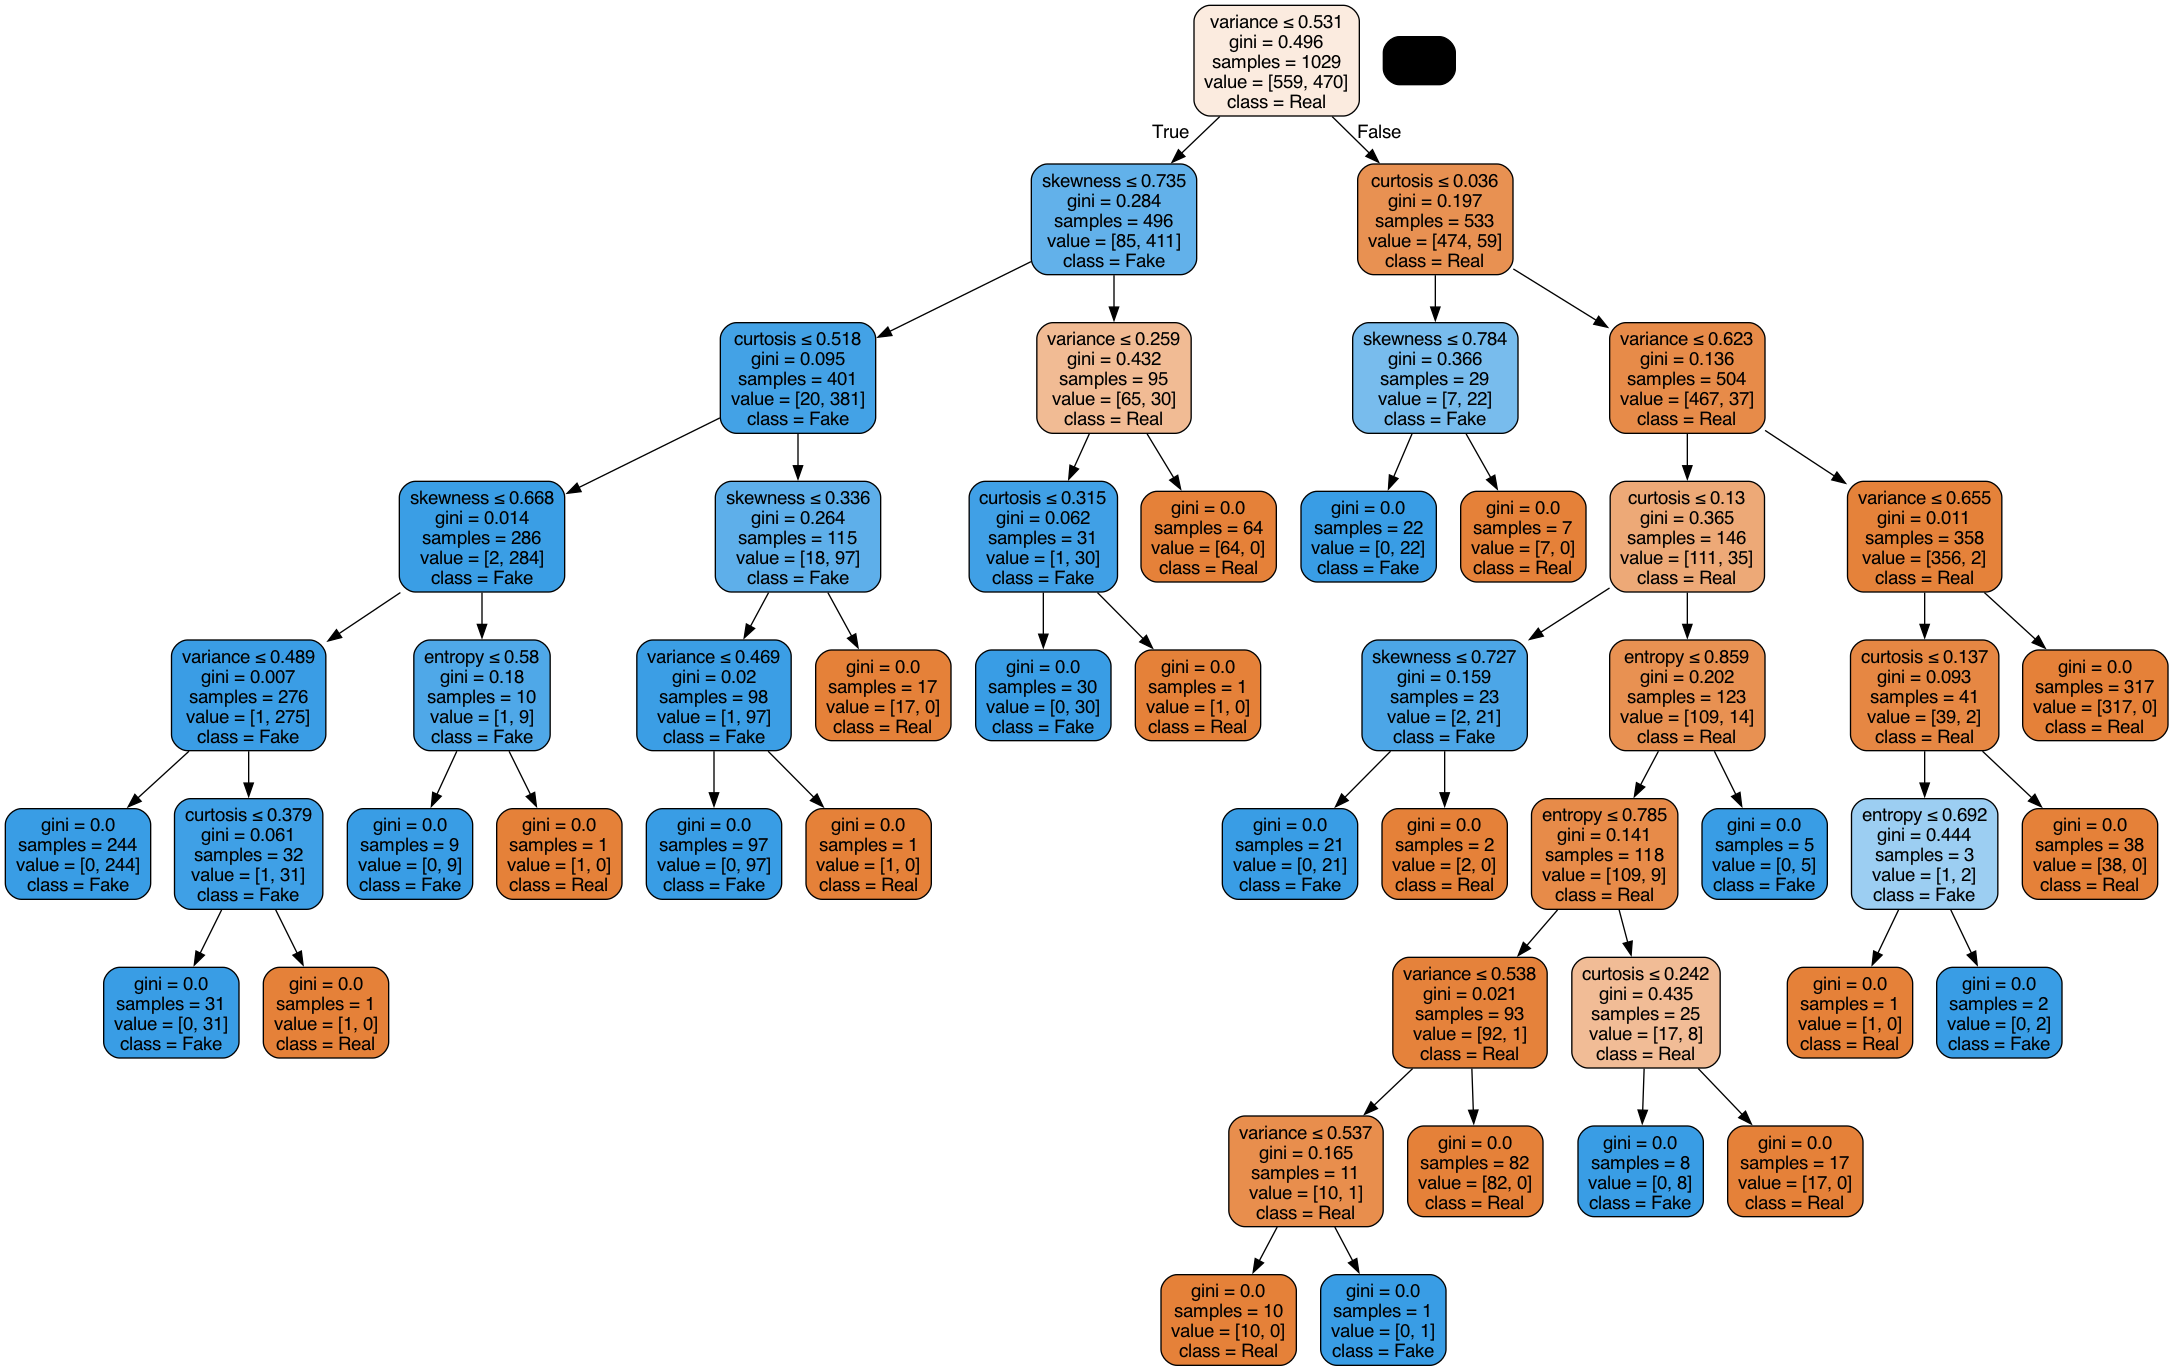 variance ≤ 0.531
gini = 0.496
samples = 1029
value = [559, 470]
class = Real
True
False
skewness ≤ 0.735
gini = 0.284
samples = 496
value = [85, 411]
class = Fake
curtosis ≤ 0.036
gini = 0.197
samples = 533
value = [474, 59]
class = Real
curtosis ≤ 0.518
gini = 0.095
samples = 401
value = [20, 381]
class = Fake
variance ≤ 0.259
gini = 0.432
samples = 95
value = [65, 30]
class = Real
skewness ≤ 0.784
gini = 0.366
samples = 29
value = [7, 22]
class = Fake
variance ≤ 0.623
gini = 0.136
samples = 504
value = [467, 37]
class = Real
skewness ≤ 0.668
gini = 0.014
samples = 286
value = [2, 284]
class = Fake
skewness ≤ 0.336
gini = 0.264
samples = 115
value = [18, 97]
class = Fake
curtosis ≤ 0.315
gini = 0.062
samples = 31
value = [1, 30]
class = Fake
gini = 0.0
samples = 64
value = [64, 0]
class = Real
gini = 0.0
samples = 22
value = [0, 22]
class = Fake
gini = 0.0
samples = 7
value = [7, 0]
class = Real
curtosis ≤ 0.13
gini = 0.365
samples = 146
value = [111, 35]
class = Real
variance ≤ 0.655
gini = 0.011
samples = 358
value = [356, 2]
class = Real
variance ≤ 0.489
gini = 0.007
samples = 276
value = [1, 275]
class = Fake
entropy ≤ 0.58
gini = 0.18
samples = 10
value = [1, 9]
class = Fake
variance ≤ 0.469
gini = 0.02
samples = 98
value = [1, 97]
class = Fake
gini = 0.0
samples = 17
value = [17, 0]
class = Real
gini = 0.0
samples = 30
value = [0, 30]
class = Fake
gini = 0.0
samples = 1
value = [1, 0]
class = Real
skewness ≤ 0.727
gini = 0.159
samples = 23
value = [2, 21]
class = Fake
entropy ≤ 0.859
gini = 0.202
samples = 123
value = [109, 14]
class = Real
curtosis ≤ 0.137
gini = 0.093
samples = 41
value = [39, 2]
class = Real
gini = 0.0
samples = 317
value = [317, 0]
class = Real
gini = 0.0
samples = 244
value = [0, 244]
class = Fake
curtosis ≤ 0.379
gini = 0.061
samples = 32
value = [1, 31]
class = Fake
gini = 0.0
samples = 9
value = [0, 9]
class = Fake
gini = 0.0
samples = 1
value = [1, 0]
class = Real
gini = 0.0
samples = 97
value = [0, 97]
class = Fake
gini = 0.0
samples = 1
value = [1, 0]
class = Real
gini = 0.0
samples = 21
value = [0, 21]
class = Fake
gini = 0.0
samples = 2
value = [2, 0]
class = Real
entropy ≤ 0.785
gini = 0.141
samples = 118
value = [109, 9]
class = Real
gini = 0.0
samples = 5
value = [0, 5]
class = Fake
entropy ≤ 0.692
gini = 0.444
samples = 3
value = [1, 2]
class = Fake
gini = 0.0
samples = 38
value = [38, 0]
class = Real
gini = 0.0
samples = 31
value = [0, 31]
class = Fake
gini = 0.0
samples = 1
value = [1, 0]
class = Real
variance ≤ 0.538
gini = 0.021
samples = 93
value = [92, 1]
class = Real
curtosis ≤ 0.242
gini = 0.435
samples = 25
value = [17, 8]
class = Real
gini = 0.0
samples = 1
value = [1, 0]
class = Real
gini = 0.0
samples = 2
value = [0, 2]
class = Fake
variance ≤ 0.537
gini = 0.165
samples = 11
value = [10, 1]
class = Real
gini = 0.0
samples = 82
value = [82, 0]
class = Real
gini = 0.0
samples = 8
value = [0, 8]
class = Fake
gini = 0.0
samples = 17
value = [17, 0]
class = Real
gini = 0.0
samples = 10
value = [10, 0]
class = Real
gini = 0.0
samples = 1
value = [0, 1]
class = Fake